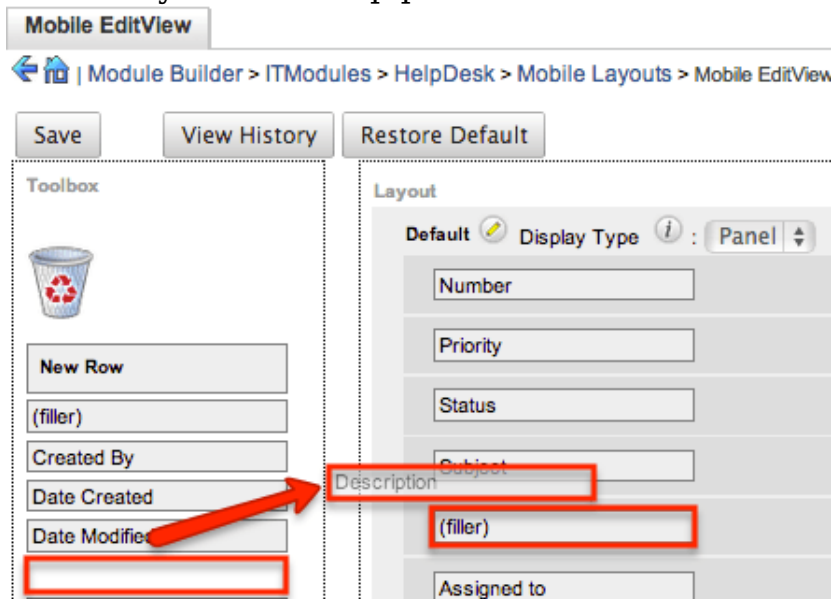 Mobile EditView
| Module Builder > ITModules > HelpDesk > Mobile Layouts > Mobile EditView
Save View History Restore Default
Toolbox
Layout
Default Display Type i : Panel
Number
Priority
New Row
Status
(filler)
Created By
Subject
Description
Date Created
Date Modified
(filler)
Assigned to